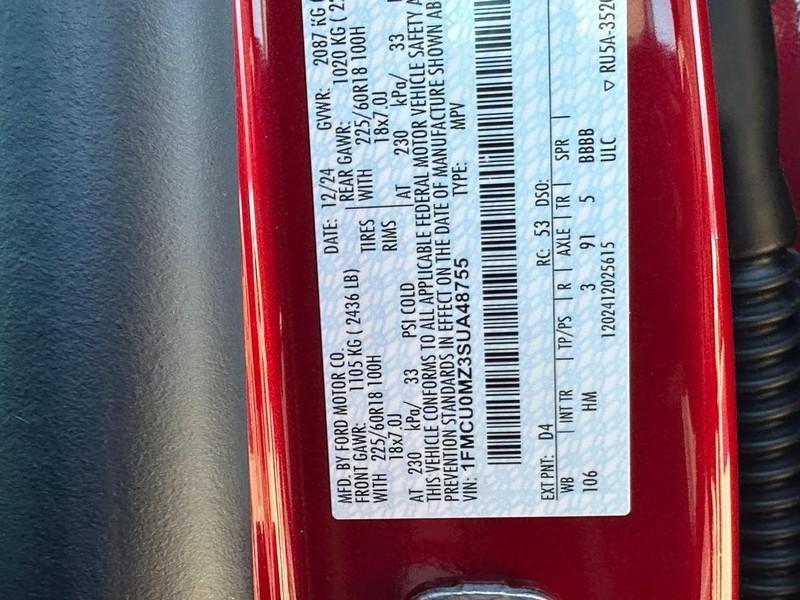 MFD. BY FORD MOTOR CO.
DATE: 12/24 GVWR: 2087 KG (
FRONT GAWR: 1105 KG ( 2436 LB) REAR GAWR: 1020 KG (
WITH 225/60R18 100H TIRES WITH 225/60R18 100H
18x7.0J RIMS 18x7.0J
AT 230 kPa/ 33 PSI COLD AT 230 kPa/ 33
THIS VEHICLE CONFORMS TO ALL APPLICABLE FEDERAL MOTOR VEHICLE SAFETY A
PREVENTION STANDARDS IN EFFECT ON THE DATE OF MANUFACTURE SHOWN AB
VIN: 1FMCU0MZ3SUA48755 TYPE: MPV
EXT PNT: D4 RC: 53 DSO:
WB INT TR TP/PS R AXLE TR SPR
106 HM 3 91 5 BBBB
1202412025615 ULC
RU5A-3520